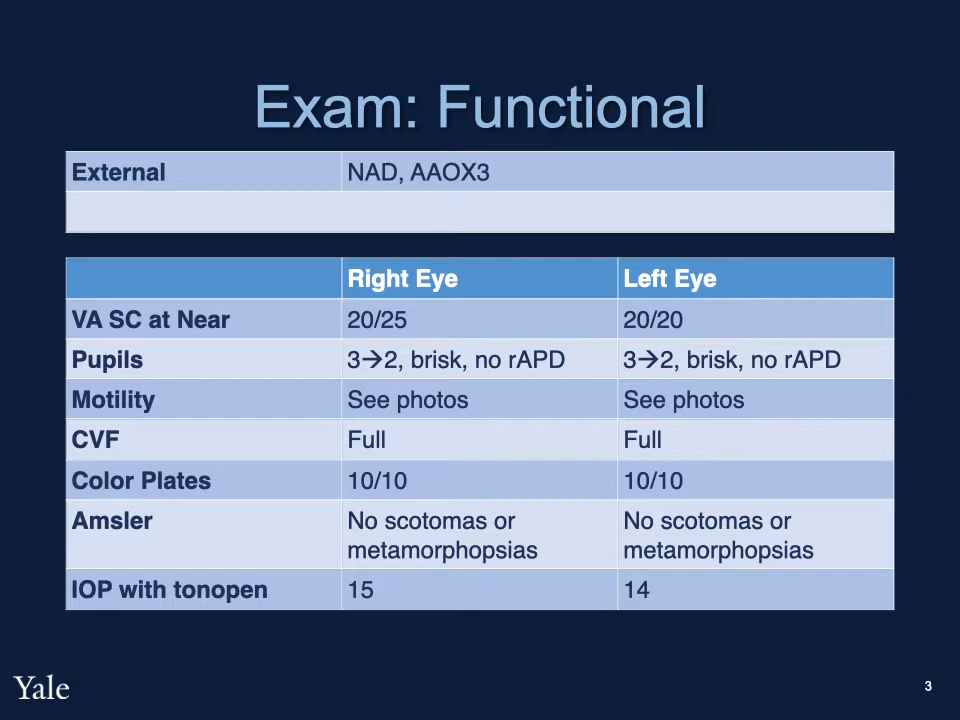 Exam: Functional
External NAD, AAOX3
Right Eye Left Eye
VA SC at Near 20/25 20/20
Pupils 3→2, brisk, no rAPD 3→2, brisk, no rAPD
Motility See photos See photos
CVF Full Full
Color Plates 10/10 10/10
Amsler No scotomas or No scotomas or
metamorphopsias metamorphopsias
IOP with tonopen 15 14
Yale 3